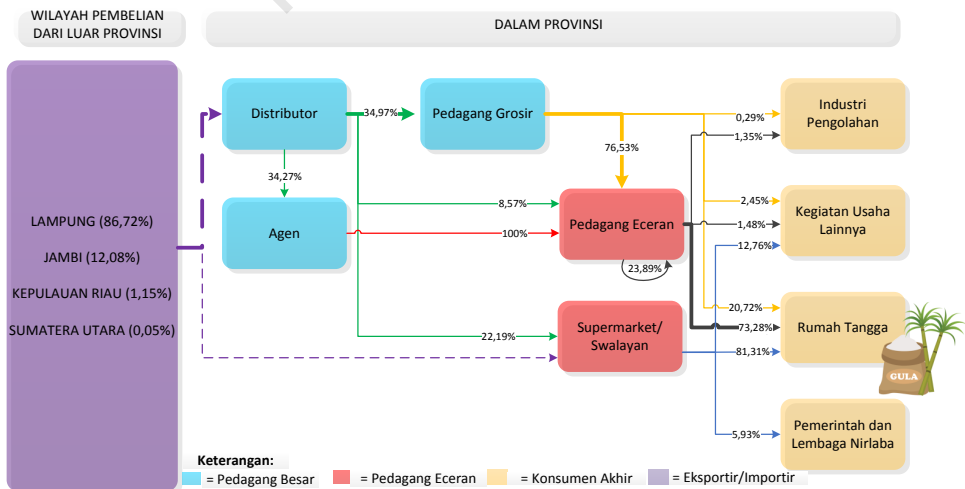 WILAYAH PEMBELIAN
DARI LUAR PROVINSI
DALAM PROVINSI
LAMPUNG (86,72%)
JAMBI (12,08%)
KEPULAUAN RIAU (1,15%)
SUMATERA UTARA (0,05%)
Distributor
34,97%
Pedagang Grosir
34,27%
Agen
76,53%
8,57%
100%
Pedagang Eceran
23,89%
22,19%
Supermarket/
Swalayan
0,29%
1,35%
Industri
Pengolahan
2,45%
1,48%
12,76%
Kegiatan Usaha
Lainnya
20,72%
73,28%
81,31%
Rumah Tangga
GULA
5,93%
Pemerintah dan
Lembaga Nirlaba
Keterangan:
= Pedagang Besar
= Pedagang Eceran
= Konsumen Akhir
= Eksportir/Importir